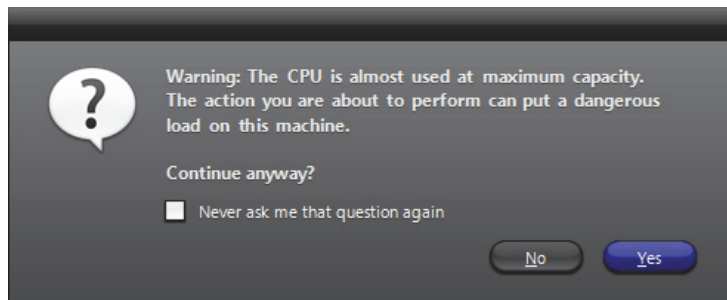 ?
Warning: The CPU is almost used at maximum capacity.
The action you are about to perform can put a dangerous
load on this machine.
Continue anyway?
Never ask me that question again
No
Yes